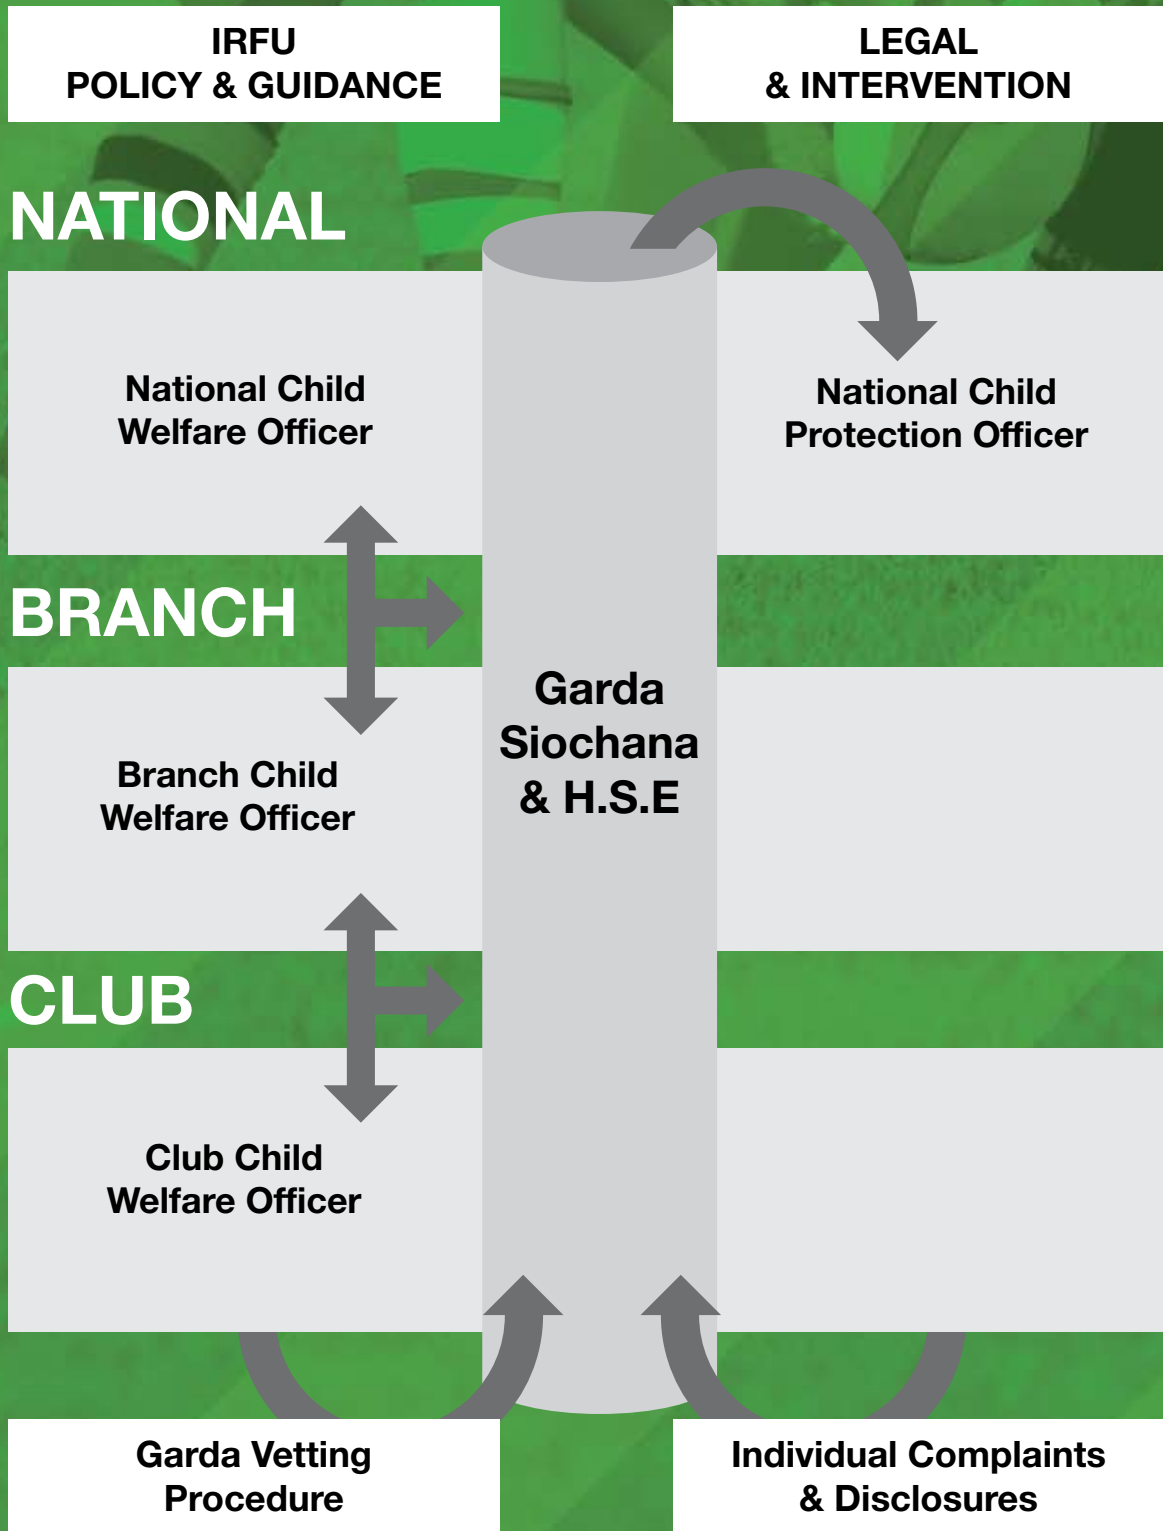 IRFU
POLICY & GUIDANCE
LEGAL
& INTERVENTION
NATIONAL
National Child
Welfare Officer
National Child
Protection Officer
BRANCH
Garda
Siochana
& H.S.E
Branch Child
Welfare Officer
CLUB
Club Child
Welfare Officer
Garda Vetting
Procedure
Individual Complaints
& Disclosures